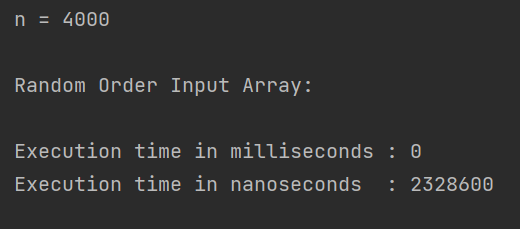 n = 4000
Random Order Input Array:
Execution time in milliseconds : 0
Execution time in nanoseconds  : 2328600